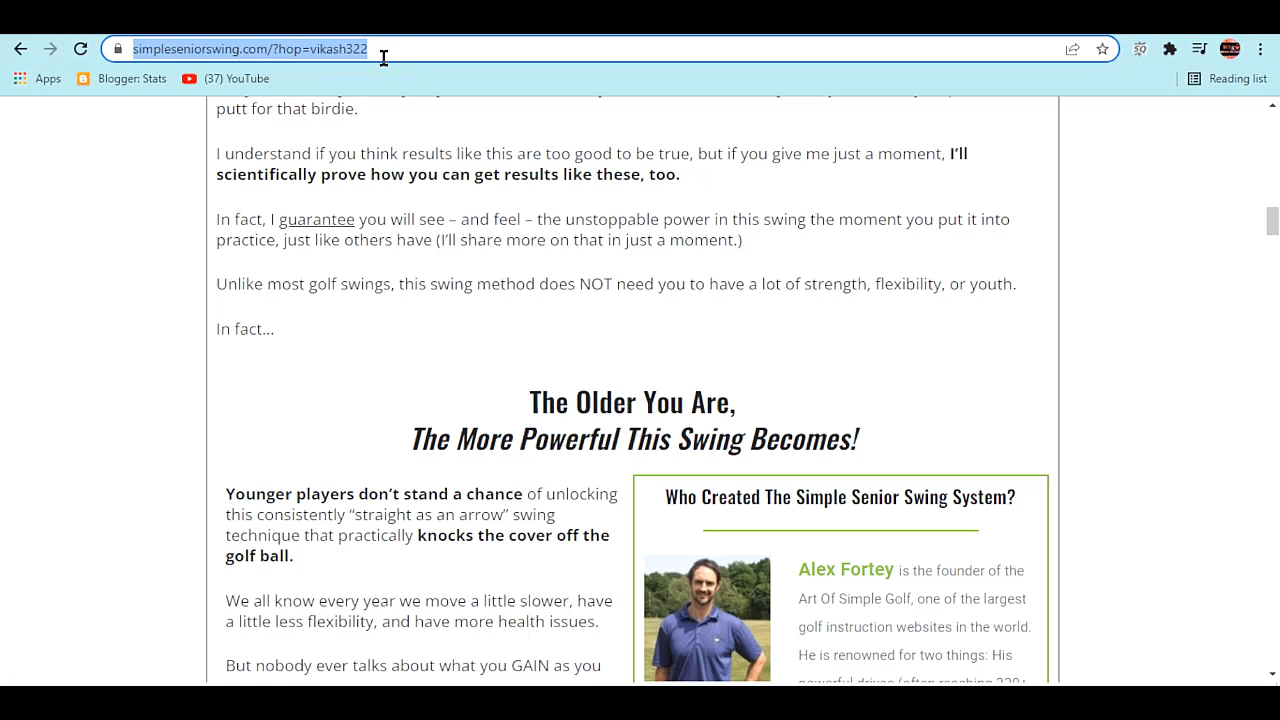 simpleseniorswing.com/?hop=vikash322
Apps
Blogger: Stats
(37) YouTube
Reading list
putt for that birdie.
I understand if you think results like this are too good to be true, but if you give me just a moment, I'll
scientifically prove how you can get results like these, too.
In fact, I guarantee you will see – and feel – the unstoppable power in this swing the moment you put it into
practice, just like others have (I'll share more on that in just a moment.)
Unlike most golf swings, this swing method does NOT need you to have a lot of strength, flexibility, or youth.
In fact...
The Older You Are,
The More Powerful This Swing Becomes!
Younger players don't stand a chance of unlocking
this consistently “straight as an arrow” swing
technique that practically knocks the cover off the
golf ball.
We all know every year we move a little slower, have
a little less flexibility, and have more health issues.
But nobody ever talks about what you GAIN as you
Who Created The Simple Senior Swing System?
Alex Fortey is the founder of the
Art Of Simple Golf, one of the largest
golf instruction websites in the world.
He is renowned for two things: His
powerful drives (often reaching